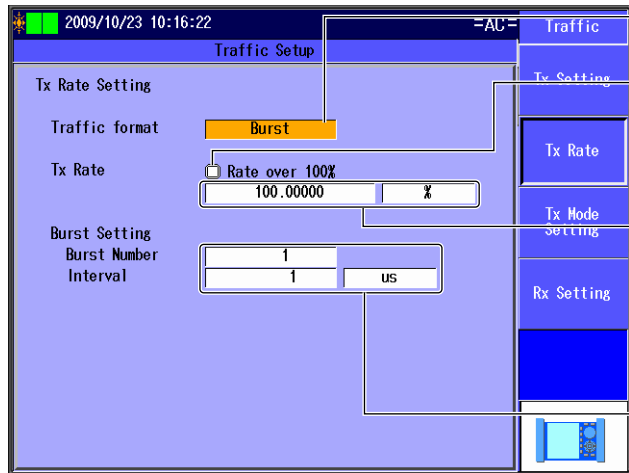 2009/10/23 10:16:22 =AC= Traffic
Traffic Setup
Tx Setting
Tx Rate Setting
Traffic format Burst
Tx Rate
Tx Rate Rate over 100%
100.00000 %
Tx Mode
Setting
Burst Setting
Burst Number 1
Interval 1 us
Rx Setting